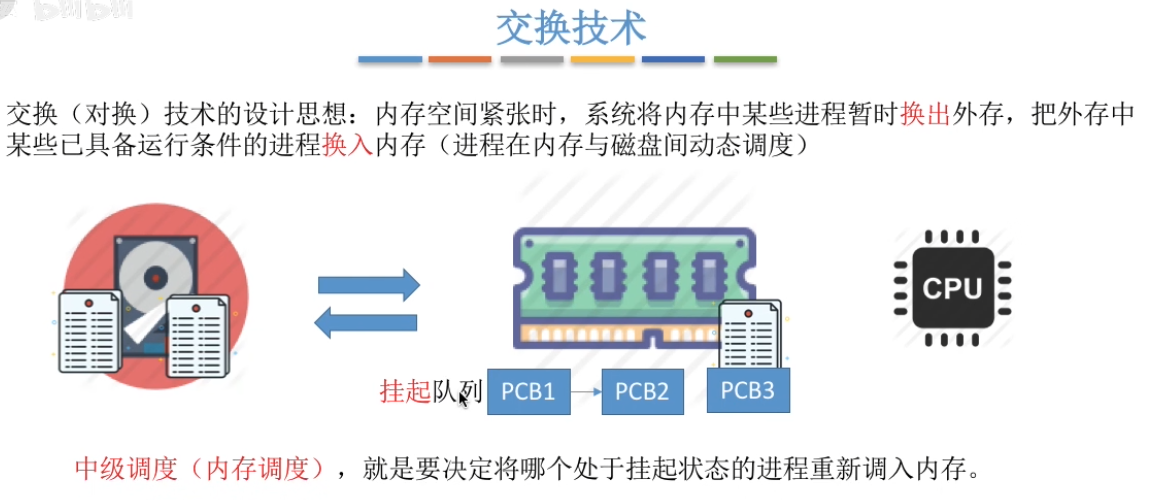 交换技术
交换（对换）技术的设计思想：内存空间紧张时，系统将内存中某些进程暂时换出外存，把外存中
某些已具备运行条件的进程换入内存（进程在内存与磁盘间动态调度）
CPU
挂起队列 PCB1 PCB2 PCB3
中级调度（内存调度），就是要决定将哪个处于挂起状态的进程重新调入内存。